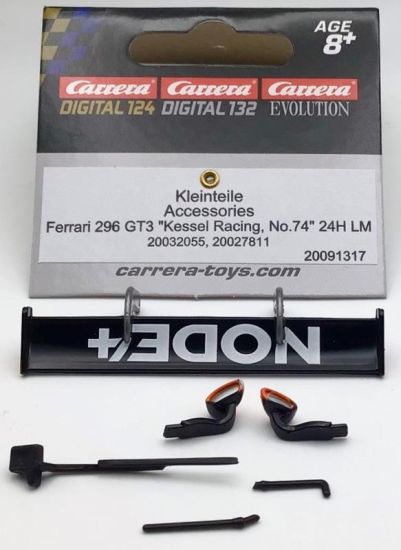 AGE
8+
Carrera Carrera Carrera
DIGITAL 124 DIGITAL 132 EVOLUTION
Kleinteile
Accessories
Ferrari 296 GT3 "Kessel Racing, No.74" 24H LM
20032055, 20027811
20091317
carrera-toys.com
NODE4+